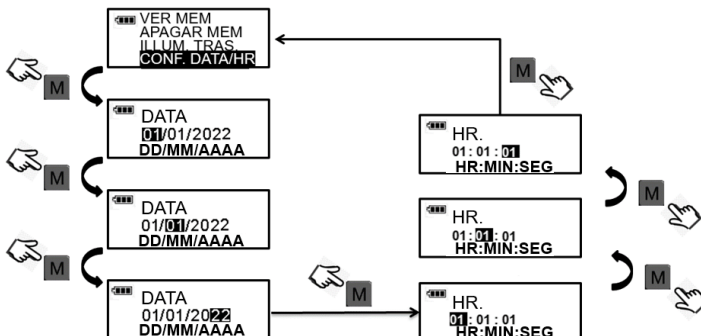 VER MEM
APAGAR MEM
ILLUM. TRAS.
CONF. DATA/HR
M
DATA
01/01/2022
DD/MM/AAAA
M
DATA
01/01/2022
DD/MM/AAAA
M
DATA
01/01/2022
DD/MM/AAAA
M
HR.
01:01:01
HR:MIN:SEG
M
HR.
01:01:01
HR:MIN:SEG
M
HR.
01:01:01
HR:MIN:SEG
M